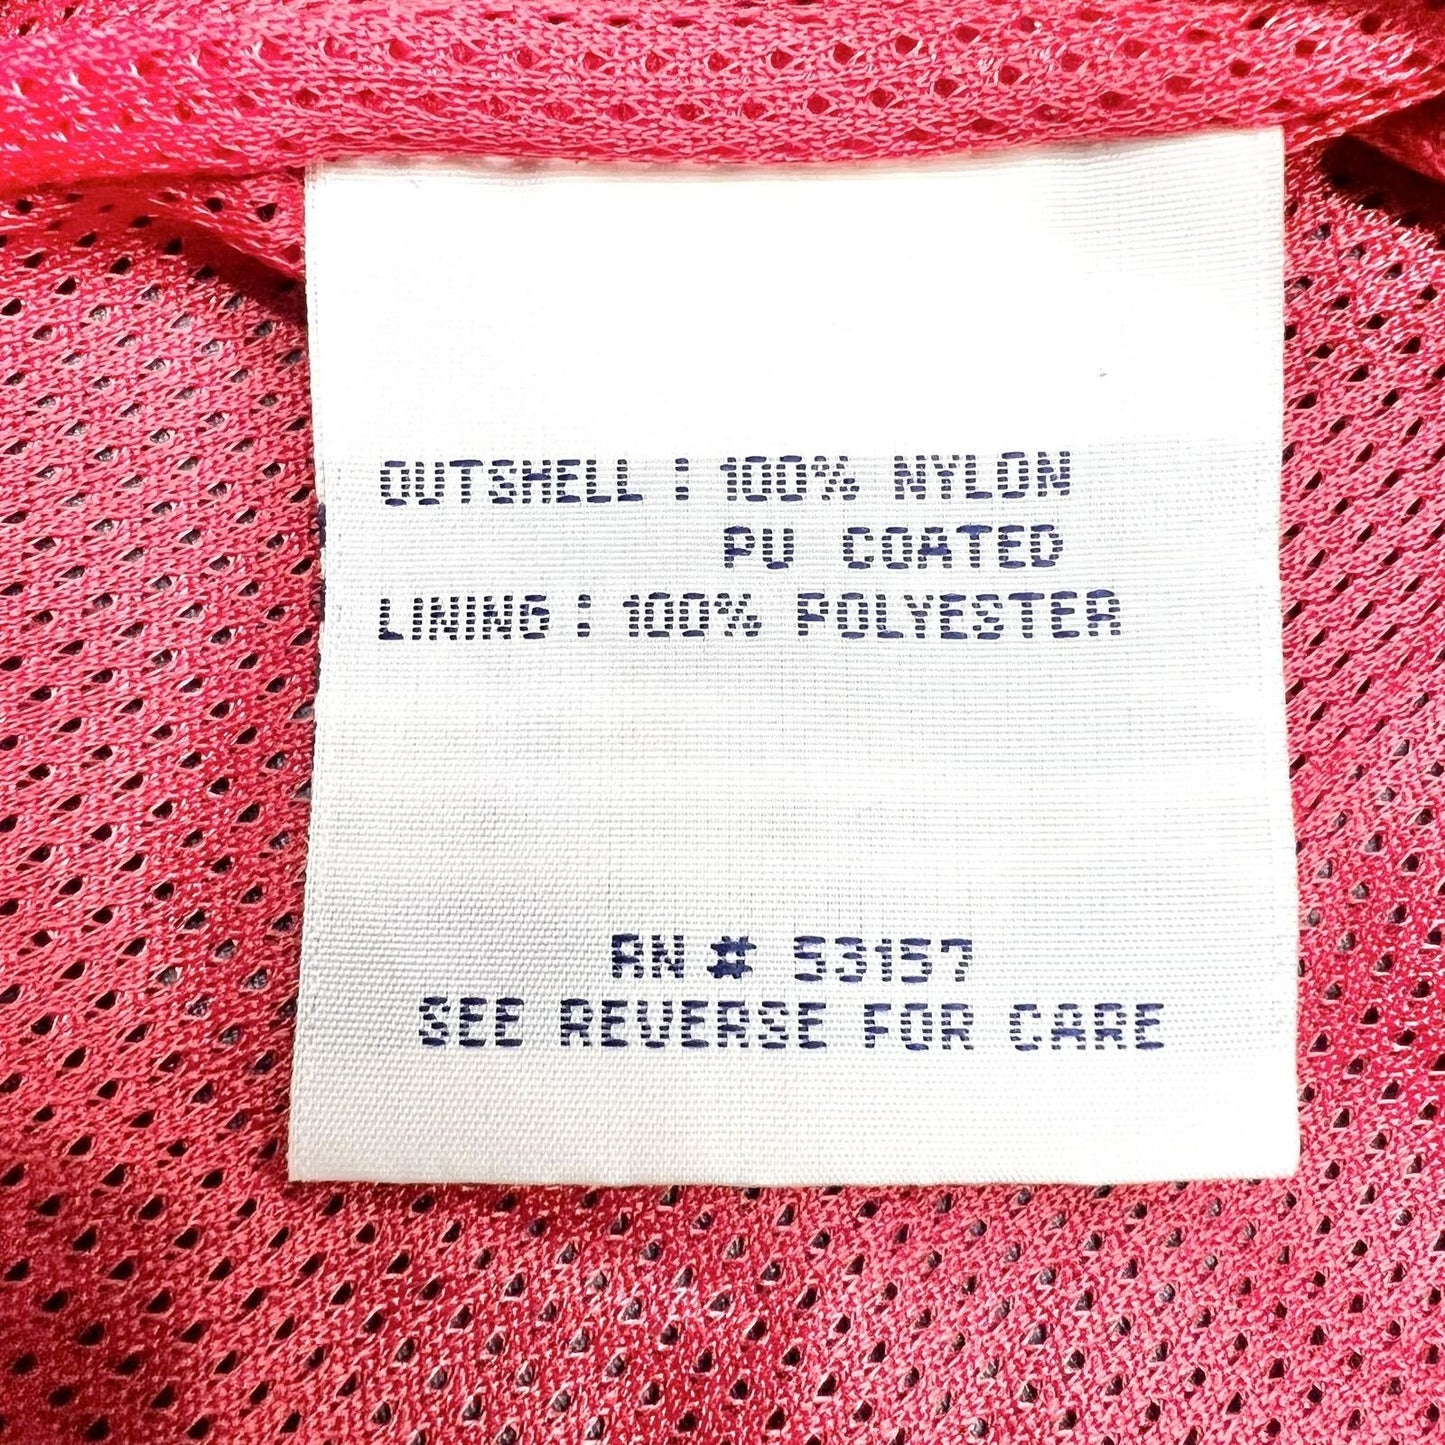 OUTSHELL : 100% NYLON
PU COATED
LINING : 100% POLYESTER
RN # 53157
SEE REVERSE FOR CARE